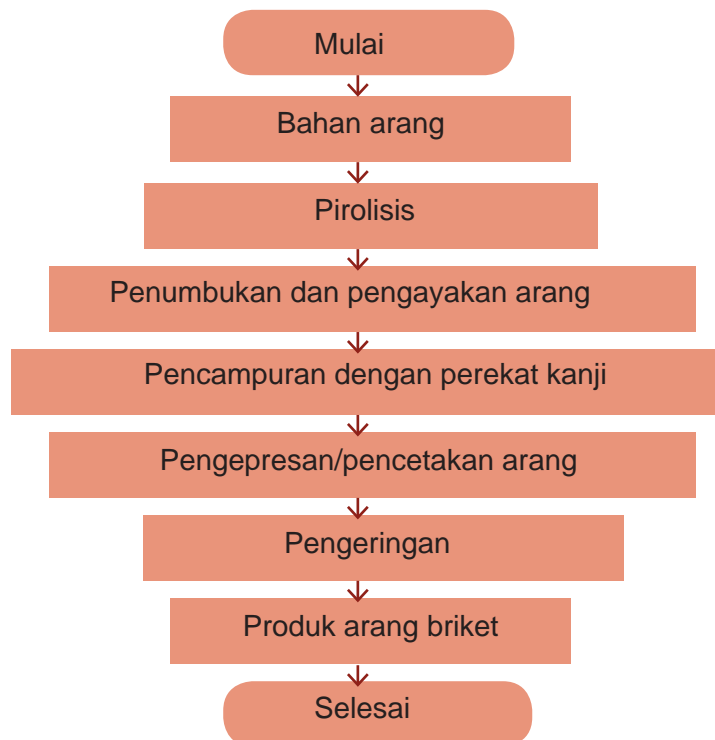 Mulai
Bahan arang
Pirolisis
Penumbukan dan pengayakan arang
Pencampuran dengan perekat kanji
Pengepresan/pencetakan arang
Pengeringan
Produk arang briket
Selesai